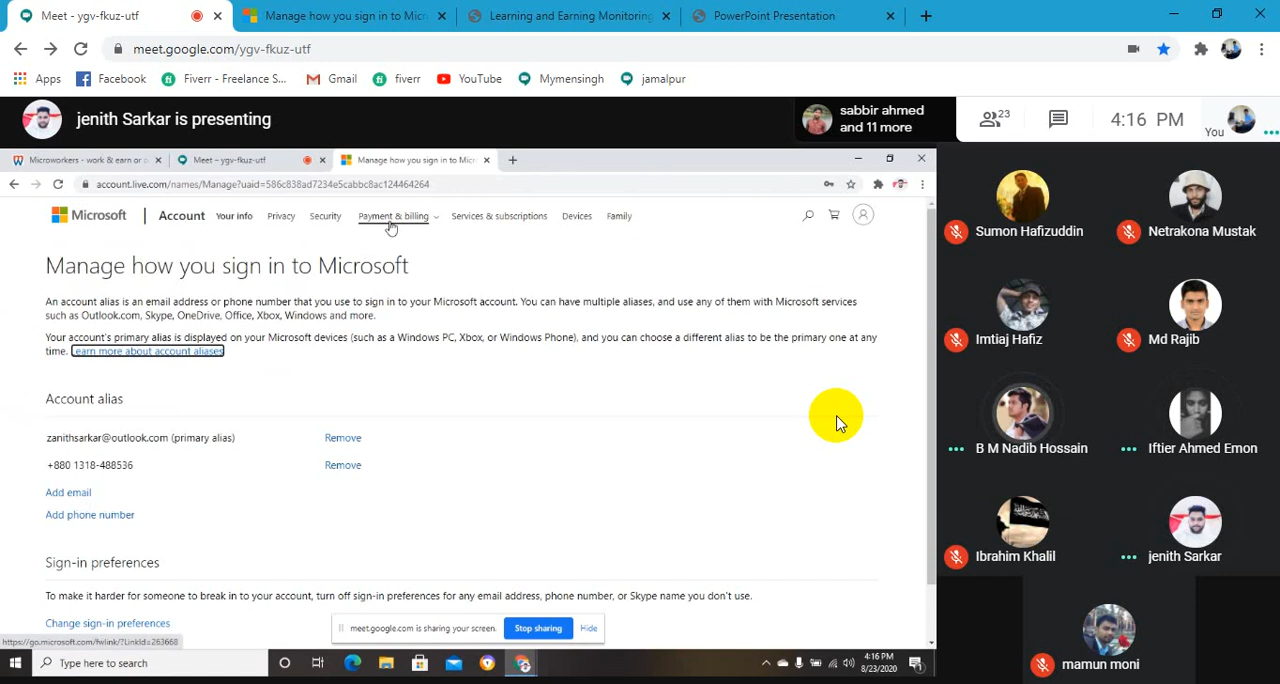 Meet - ygv-fkuz-utf
Manage how you sign in to Micr
Learning and Earning Monitoring
PowerPoint Presentation
meet.google.com/ygv-fkuz-utf
Apps
Facebook
Fiverr - Freelance S...
Gmail
fiverr
YouTube
Mymensingh
jamalpur
jenith Sarkar is presenting
sabbir ahmed
and 11 more
23
4:16 PM
You
Microworkers - work & earn or o
Meet – ygv-fkuz-utf
Manage how you sign in to Micr
account.live.com/names/Manage?uaid=586c838ad7234e5cabbc8ac124464264
Microsoft
Account
Your info
Privacy
Security
Payment & billing
Services & subscriptions
Devices
Family
Manage how you sign in to Microsoft
An account alias is an email address or phone number that you use to sign in to your Microsoft account. You can have multiple aliases, and use any of them with Microsoft services
such as Outlook.com, Skype, OneDrive, Office, Xbox, Windows and more.
Your account's primary alias is displayed on your Microsoft devices (such as a Windows PC, Xbox, or Windows Phone), and you can choose a different alias to be the primary one at any
time. Learn more about account aliases
Account alias
zanithsarkar@outlook.com (primary alias)
Remove
+880 1318-488536
Remove
Add email
Add phone number
Sign-in preferences
To make it harder for someone to break in to your account, turn off sign-in preferences for any email address, phone number, or Skype name you don't use.
Change sign-in preferences
meet.google.com is sharing your screen.
Stop sharing
Hide
https://go.microsoft.com/fwlink/?LinkId=263668
Type here to search
4:16 PM
8/23/2020
Sumon Hafizuddin
Netrakona Mustak
Imtiaj Hafiz
Md Rajib
B M Nadib Hossain
Iftier Ahmed Emon
Ibrahim Khalil
jenith Sarkar
mamun moni